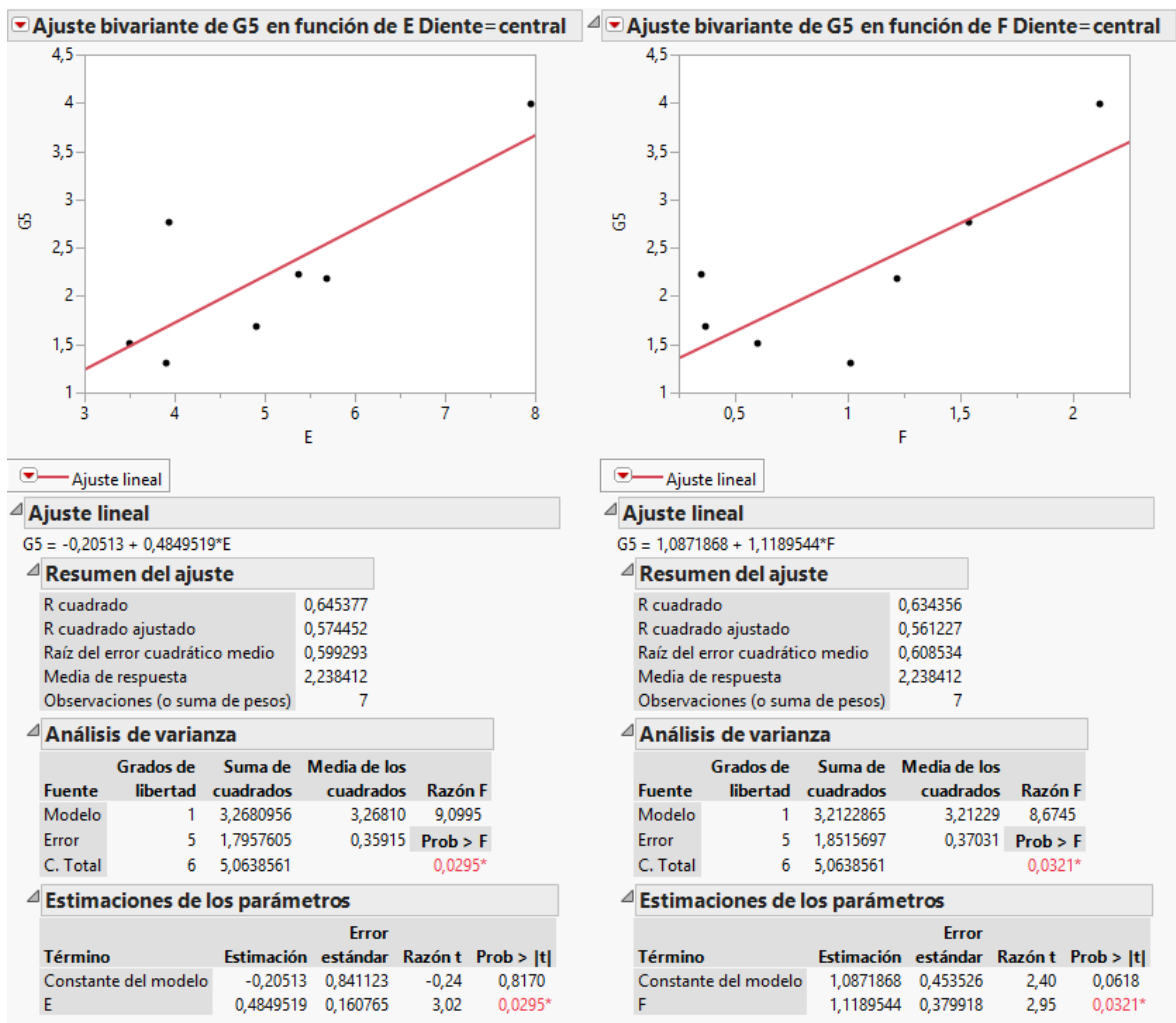 Ajuste bivariante de G5 en función de E Diente=central
4,5
4
3,5
3
2,5
2
1,5
1
G5
3 4 5 6 7 8
E
Ajuste lineal
Ajuste lineal
G5 = -0,20513 + 0,4849519*E
Resumen del ajuste
R cuadrado 0,645377
R cuadrado ajustado 0,574452
Raíz del error cuadrático medio 0,599293
Media de respuesta 2,238412
Observaciones (o suma de pesos) 7
Análisis de varianza
Grados de Suma de Media de los
Fuente libertad cuadrados cuadrados Razón F
Modelo 1 3,2680956 3,26810 9,0995
Error 5 1,7957605 0,35915 Prob > F
C. Total 6 5,0638561 0,0295*
Estimaciones de los parámetros
Error
Término Estimación estándar Razón t Prob > |t|
Constante del modelo -0,20513 0,841123 -0,24 0,8170
E 0,4849519 0,160765 3,02 0,0295*
Ajuste bivariante de G5 en función de F Diente=central
4,5
4
3,5
3
2,5
2
1,5
1
G5
0,5 1 1,5 2
F
Ajuste lineal
Ajuste lineal
G5 = 1,0871868 + 1,1189544*F
Resumen del ajuste
R cuadrado 0,634356
R cuadrado ajustado 0,561227
Raíz del error cuadrático medio 0,608534
Media de respuesta 2,238412
Observaciones (o suma de pesos) 7
Análisis de varianza
Grados de Suma de Media de los
Fuente libertad cuadrados cuadrados Razón F
Modelo 1 3,2122865 3,21229 8,6745
Error 5 1,8515697 0,37031 Prob > F
C. Total 6 5,0638561 0,0321*
Estimaciones de los parámetros
Error
Término Estimación estándar Razón t Prob > |t|
Constante del modelo 1,0871868 0,453526 2,40 0,0618
F 1,1189544 0,379918 2,95 0,0321*